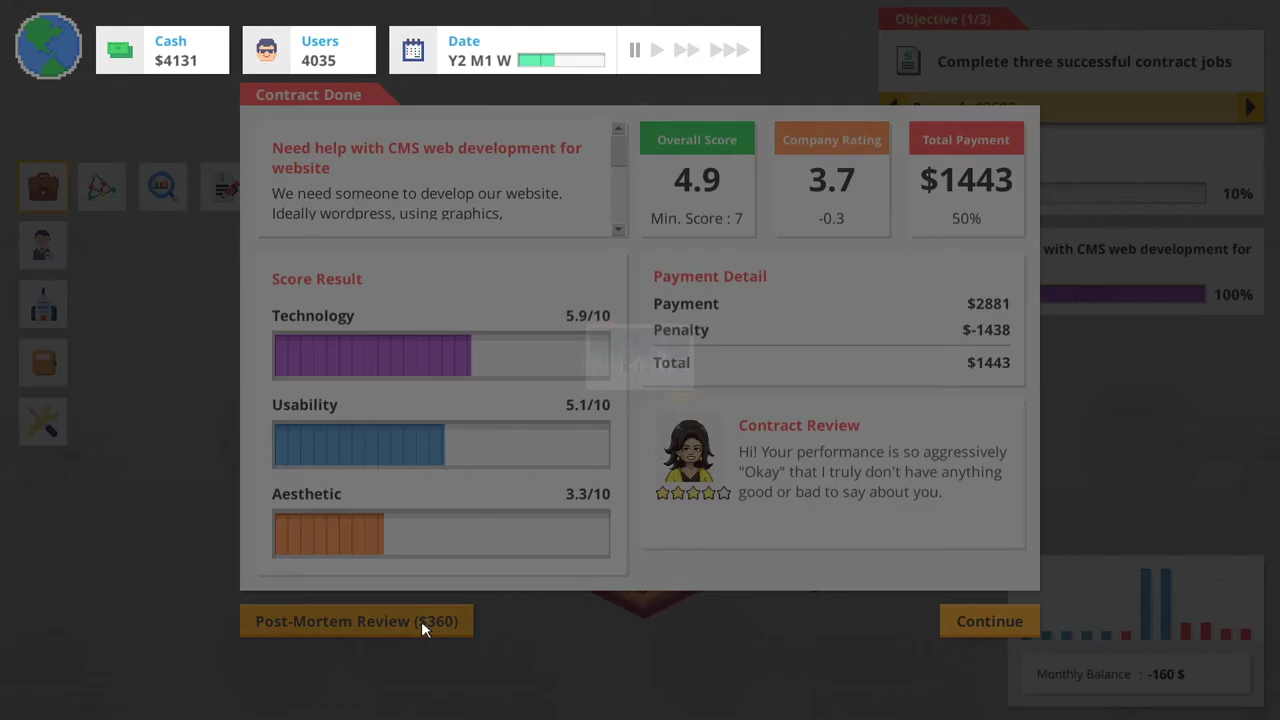 Cash
$4131
Users
4035
Date
Y2 M1 W
Objective (1/3)
Complete three successful contract jobs
Contract Done
Need help with CMS web development for
website
We need someone to develop our website.
Ideally wordpress, using graphics,
Overall Score
4.9
Min. Score : 7
Company Rating
3.7
-0.3
Total Payment
$1443
50%
10%
with CMS web development for
100%
Score Result
Technology
5.9/10
Usability
5.1/10
Aesthetic
3.3/10
Payment Detail
Payment
$2881
Penalty
$-1438
Total
$1443
Contract Review
Hi! Your performance is so aggressively
"Okay" that I truly don't have anything
good or bad to say about you.
Post-Mortem Review ($360)
Continue
Monthly Balance : -160 $